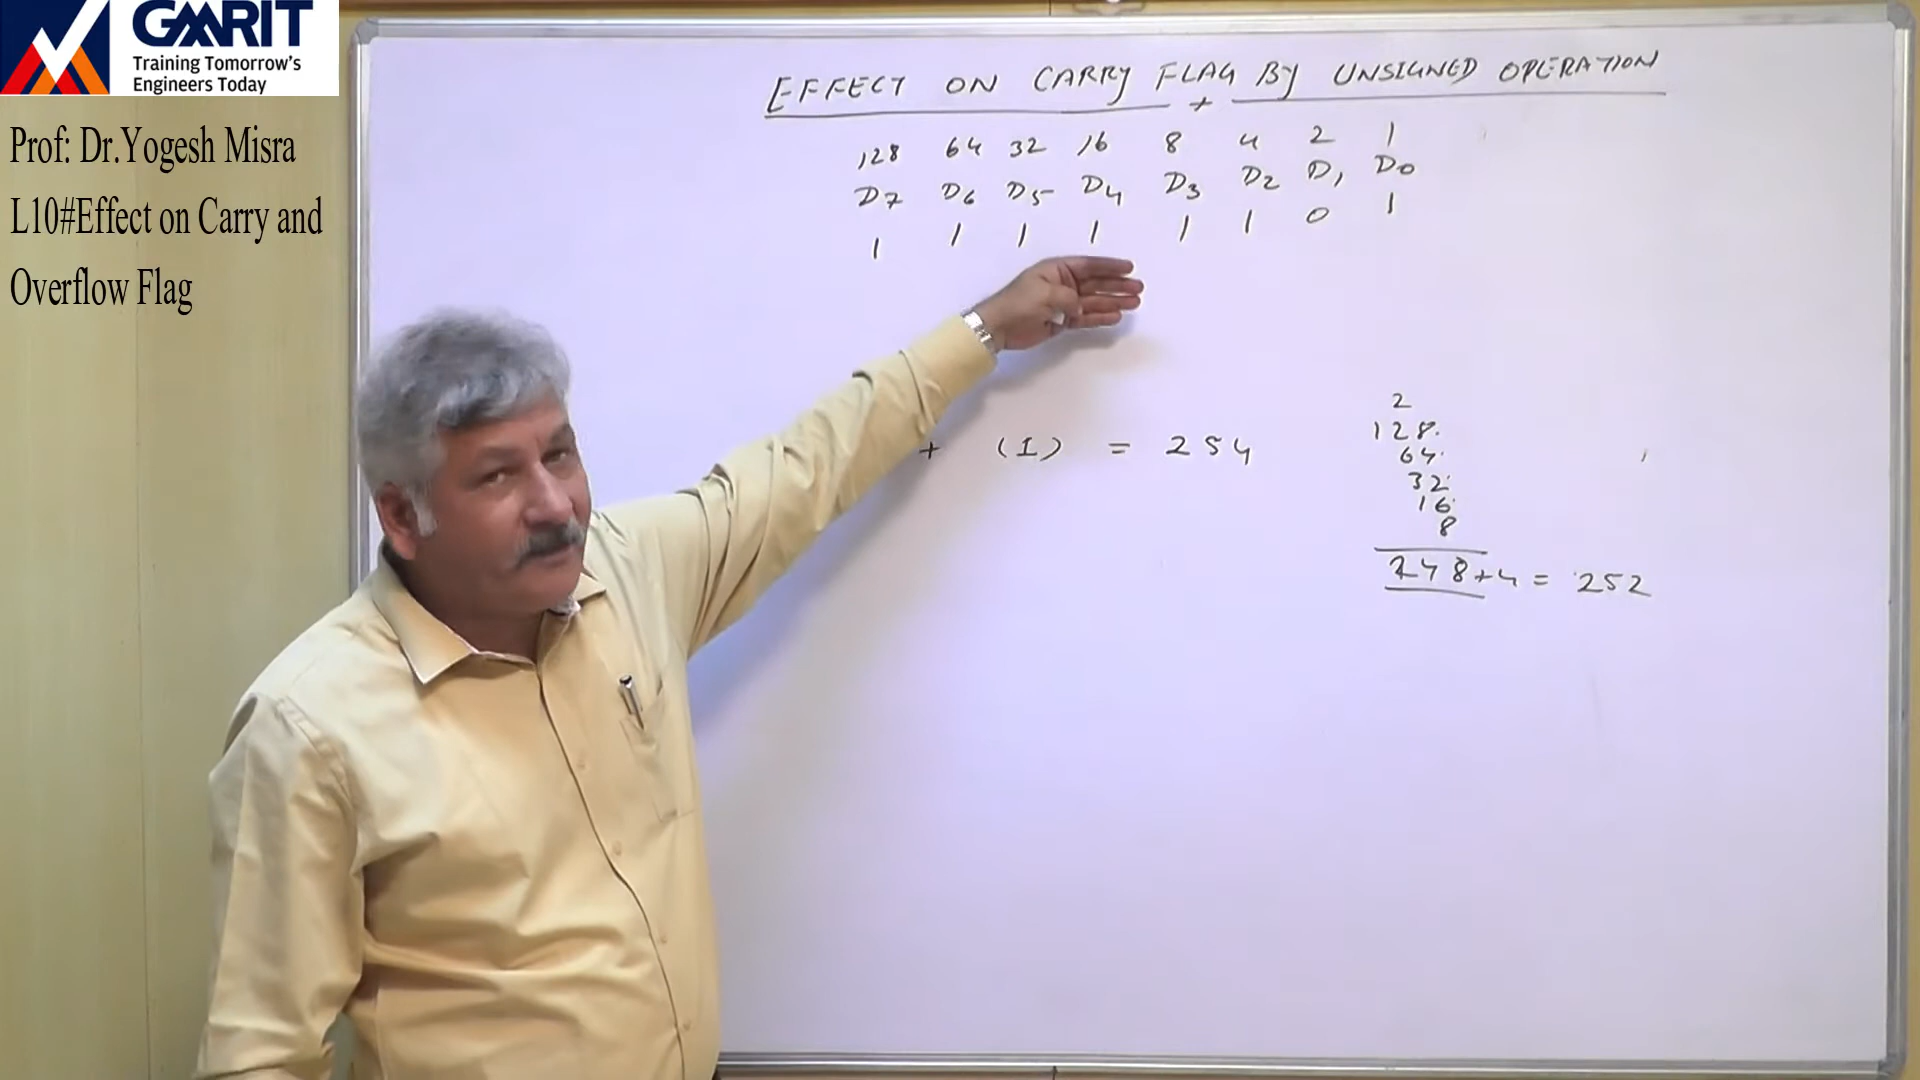 GMRIT
Training Tomorrow's
Engineers Today
Prof: Dr.Yogesh Misra
L10#Effect on Carry and
Overflow Flag
EFFECT ON CARRY FLAG BY UNSIGNED OPERATION
+
128 64 32 16 8 4 2 1
D7 D6 D5 D4 D3 D2 D1 D0
1 1 1 1 1 1 0 1
+ (1) = 254
2
128
64
32
16
8
248+4 = 252